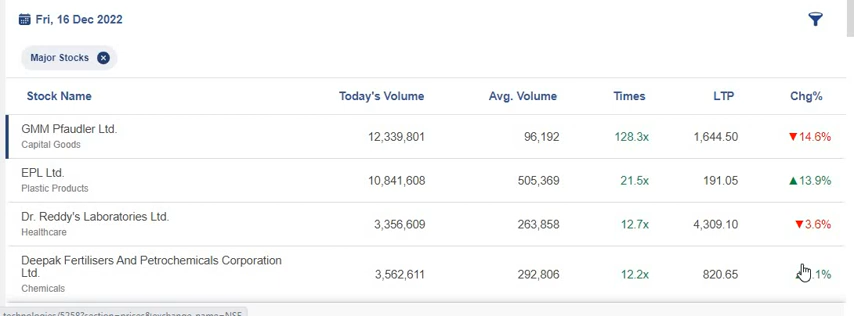 Fri, 16 Dec 2022
Major Stocks
Stock Name Today's Volume Avg. Volume Times LTP Chg%
GMM Pfaudler Ltd.
Capital Goods
12,339,801 96,192 128.3x 1,644.50 ▼14.6%
EPL Ltd.
Plastic Products
10,841,608 505,369 21.5x 191.05 ▲13.9%
Dr. Reddy's Laboratories Ltd.
Healthcare
3,356,609 263,858 12.7x 4,309.10 ▼3.6%
Deepak Fertilisers And Petrochemicals Corporation
Ltd.
Chemicals
3,562,611 292,806 12.2x 820.65